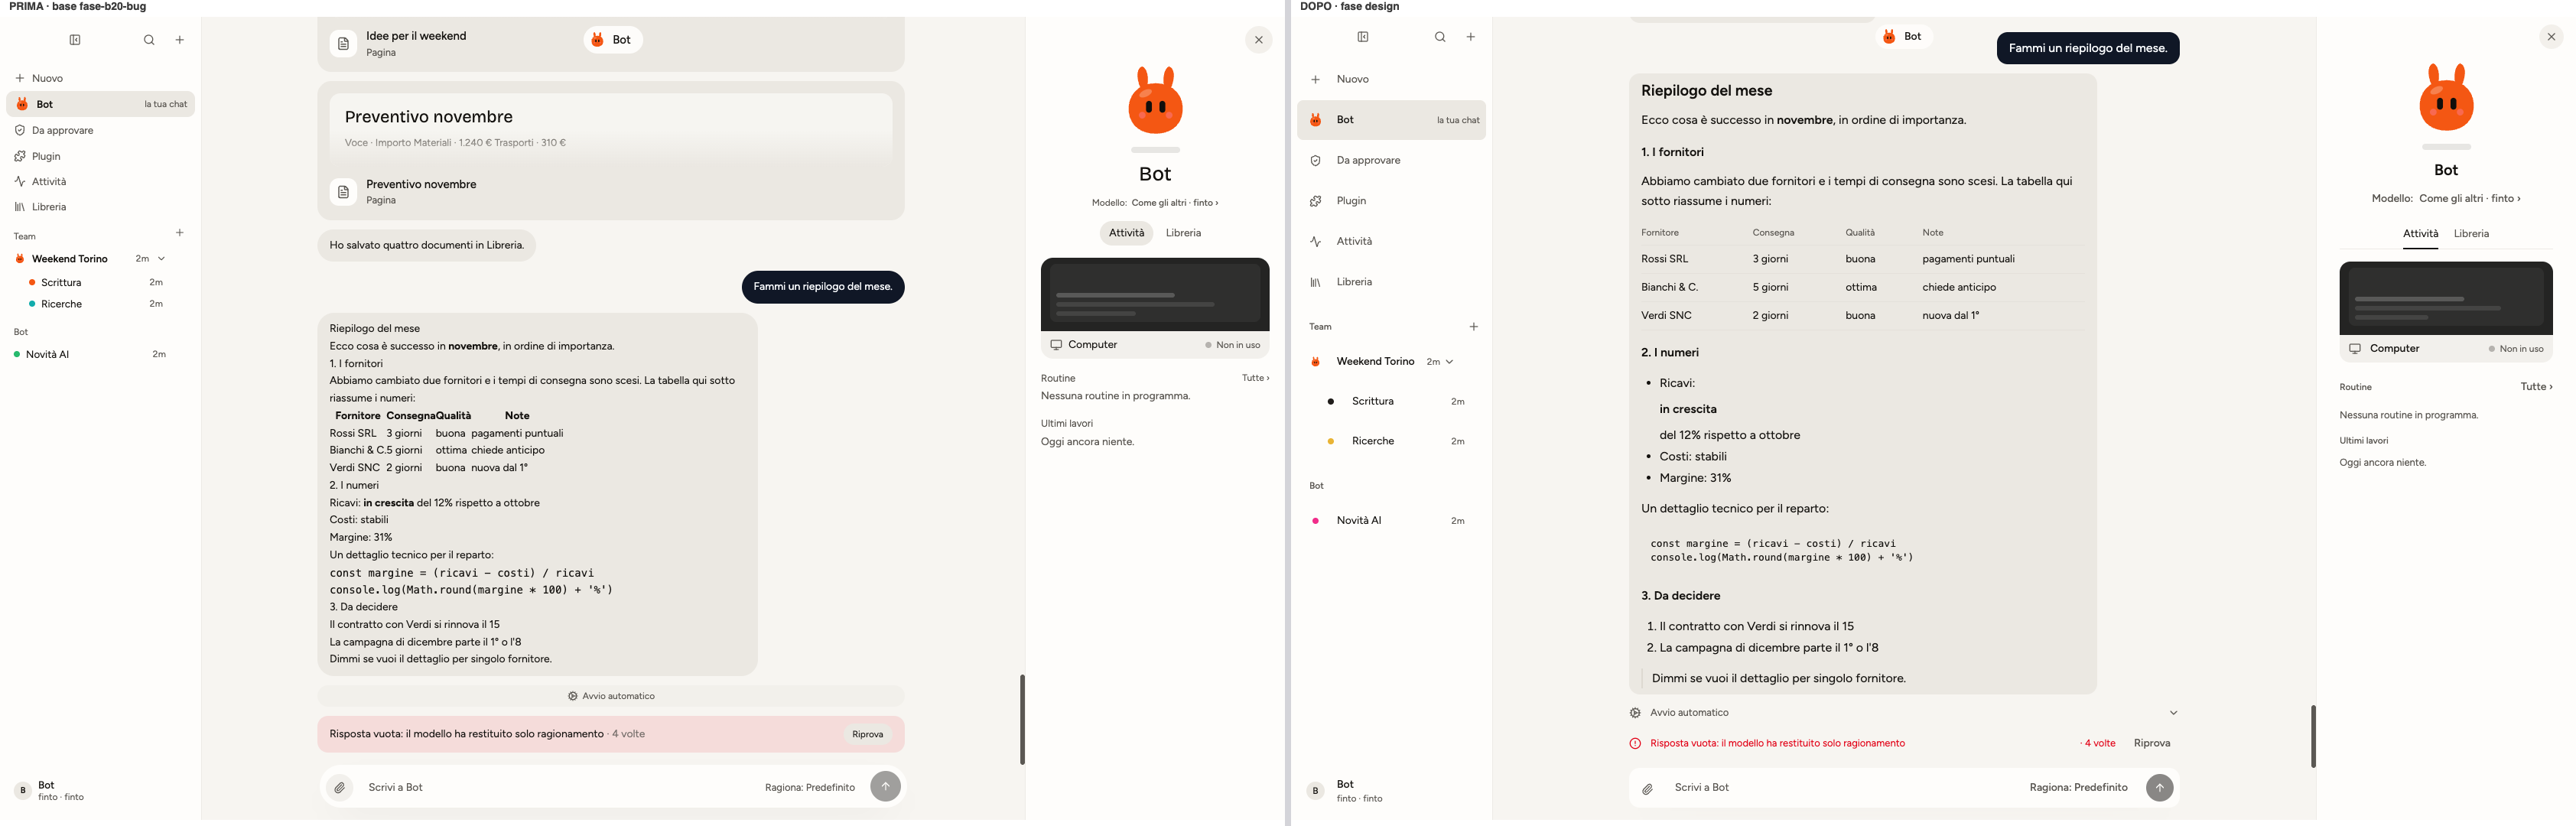 PRIMA · base fase-b20-bug
Nuovo
Bot
la tua chat
Da approvare
Plugin
Attività
Libreria
Team
Weekend Torino
2m
Scrittura
2m
Ricerche
2m
Bot
Novità AI
2m
B
Bot
finto · finto
Idee per il weekend
Pagina
Bot
Preventivo novembre
Voce · Importo Materiali · 1.240 € Trasporti · 310 €
Preventivo novembre
Pagina
Ho salvato quattro documenti in Libreria.
Fammi un riepilogo del mese.
Riepilogo del mese
Ecco cosa è successo in novembre, in ordine di importanza.
1. I fornitori
Abbiamo cambiato due fornitori e i tempi di consegna sono scesi. La tabella qui sotto
riassume i numeri:
Fornitore ConsegnaQualità Note
Rossi SRL 3 giorni buona pagamenti puntuali
Bianchi & C.5 giorni ottima chiede anticipo
Verdi SNC 2 giorni buona nuova dal 1°
2. I numeri
Ricavi: in crescita del 12% rispetto a ottobre
Costi: stabili
Margine: 31%
Un dettaglio tecnico per il reparto:
const margine = (ricavi − costi) / ricavi
console.log(Math.round(margine * 100) + '%')
3. Da decidere
Il contratto con Verdi si rinnova il 15
La campagna di dicembre parte il 1° o l'8
Dimmi se vuoi il dettaglio per singolo fornitore.
Avvio automatico
Risposta vuota: il modello ha restituito solo ragionamento · 4 volte
Riprova
Scrivi a Bot
Ragiona: Predefinito
Bot
Modello: Come gli altri · finto ›
Attività
Libreria
Computer
Non in uso
Routine
Tutte ›
Nessuna routine in programma.
Ultimi lavori
Oggi ancora niente.
DOPO · fase design
Nuovo
Bot
la tua chat
Da approvare
Plugin
Attività
Libreria
Team
Weekend Torino
2m
Scrittura
2m
Ricerche
2m
Bot
Novità AI
2m
B
Bot
finto · finto
Bot
Fammi un riepilogo del mese.
Riepilogo del mese
Ecco cosa è successo in novembre, in ordine di importanza.
1. I fornitori
Abbiamo cambiato due fornitori e i tempi di consegna sono scesi. La tabella qui
sotto riassume i numeri:
Fornitore Consegna Qualità Note
Rossi SRL 3 giorni buona pagamenti puntuali
Bianchi & C. 5 giorni ottima chiede anticipo
Verdi SNC 2 giorni buona nuova dal 1°
2. I numeri
• Ricavi:
in crescita
del 12% rispetto a ottobre
• Costi: stabili
• Margine: 31%
Un dettaglio tecnico per il reparto:
const margine = (ricavi − costi) / ricavi
console.log(Math.round(margine * 100) + '%')
3. Da decidere
1. Il contratto con Verdi si rinnova il 15
2. La campagna di dicembre parte il 1° o l'8
Dimmi se vuoi il dettaglio per singolo fornitore.
Avvio automatico
Risposta vuota: il modello ha restituito solo ragionamento
· 4 volte
Riprova
Scrivi a Bot
Ragiona: Predefinito
Bot
Modello: Come gli altri · finto ›
Attività
Libreria
Computer
Non in uso
Routine
Tutte ›
Nessuna routine in programma.
Ultimi lavori
Oggi ancora niente.